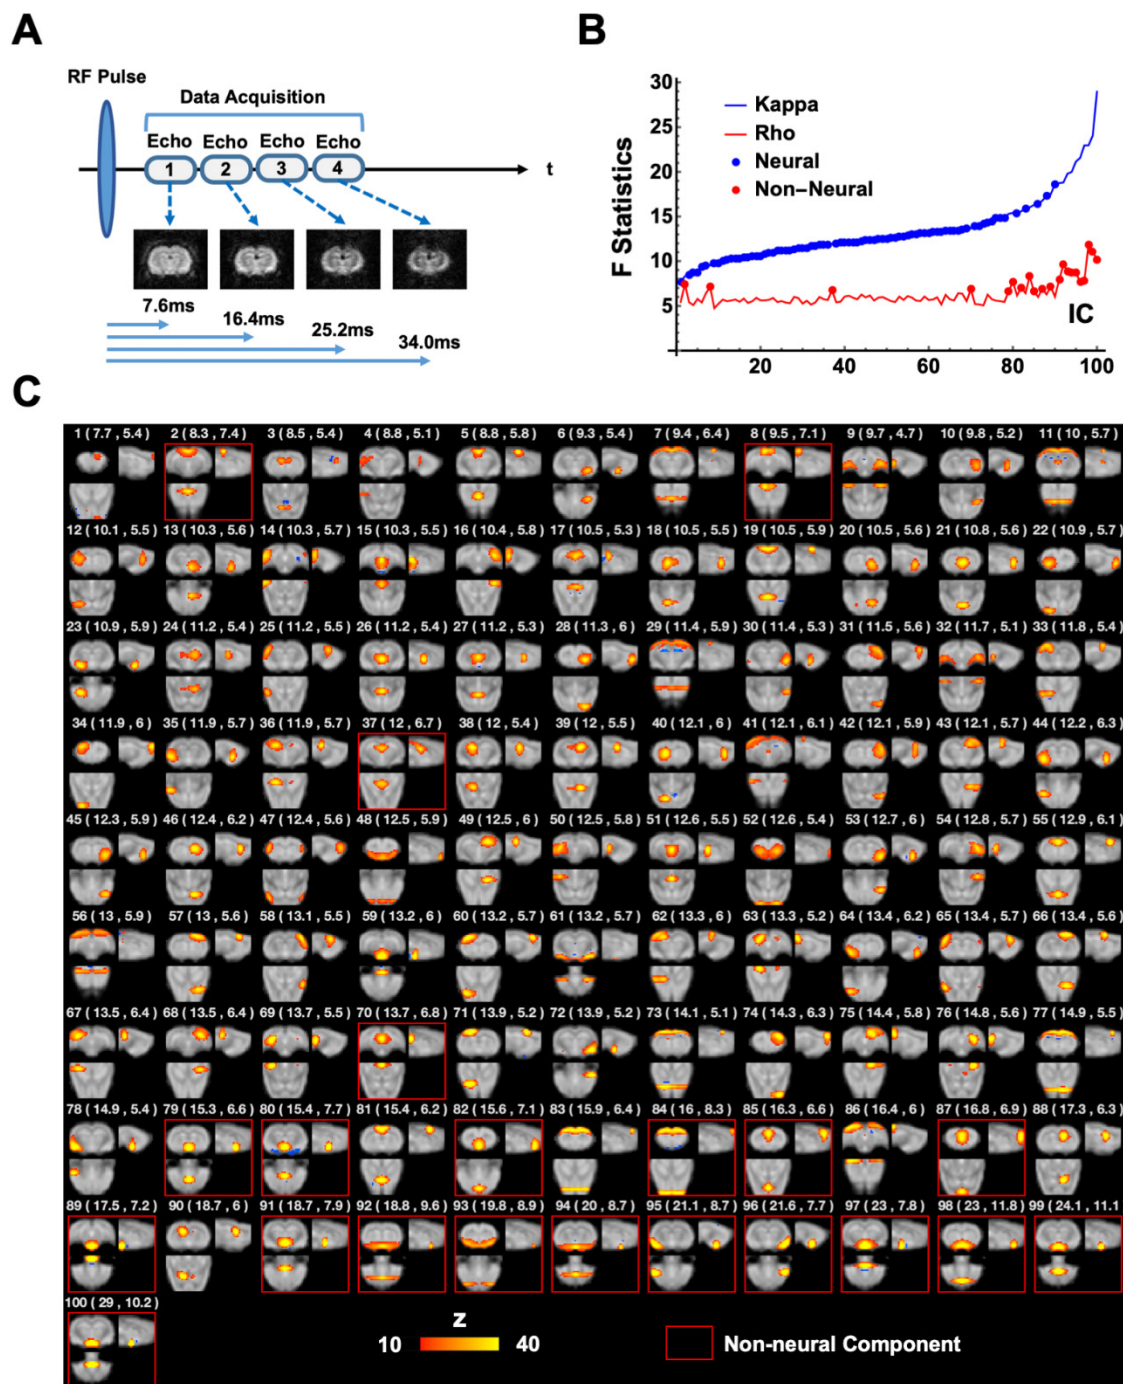 A
RF Pulse
Data Acquisition
Echo Echo Echo Echo
1 2 3 4
t
7.6ms
16.4ms
25.2ms
34.0ms
B
F Statistics
30
25
20
15
10
5
Kappa
Rho
Neural
Non-Neural
IC
20 40 60 80 100
C
1 ( 7.7 , 5.4 ) 2 ( 8.3 , 7.4 ) 3 ( 8.5 , 5.4 ) 4 ( 8.8 , 5.1 ) 5 ( 8.8 , 5.8 ) 6 ( 9.3 , 5.4 ) 7 ( 9.4 , 6.4 ) 8 ( 9.5 , 7.1 ) 9 ( 9.7 , 4.7 ) 10 ( 9.8 , 5.2 ) 11 ( 10 , 5.7 )
12 ( 10.1 , 5.5 ) 13 ( 10.3 , 5.6 ) 14 ( 10.3 , 5.7 ) 15 ( 10.3 , 5.5 ) 16 ( 10.4 , 5.8 ) 17 ( 10.5 , 5.3 ) 18 ( 10.5 , 5.5 ) 19 ( 10.5 , 5.9 ) 20 ( 10.5 , 5.6 ) 21 ( 10.8 , 5.6 ) 22 ( 10.9 , 5.7 )
23 ( 10.9 , 5.9 ) 24 ( 11.2 , 5.4 ) 25 ( 11.2 , 5.5 ) 26 ( 11.2 , 5.4 ) 27 ( 11.2 , 5.3 ) 28 ( 11.3 , 6 ) 29 ( 11.4 , 5.9 ) 30 ( 11.4 , 5.3 ) 31 ( 11.5 , 5.6 ) 32 ( 11.7 , 5.1 ) 33 ( 11.8 , 5.4 )
34 ( 11.9 , 6 ) 35 ( 11.9 , 5.7 ) 36 ( 11.9 , 5.7 ) 37 ( 12 , 6.7 ) 38 ( 12 , 5.4 ) 39 ( 12 , 5.5 ) 40 ( 12.1 , 6 ) 41 ( 12.1 , 6.1 ) 42 ( 12.1 , 5.9 ) 43 ( 12.1 , 5.7 ) 44 ( 12.2 , 6.3 )
45 ( 12.3 , 5.9 ) 46 ( 12.4 , 6.2 ) 47 ( 12.4 , 5.6 ) 48 ( 12.5 , 5.9 ) 49 ( 12.5 , 6 ) 50 ( 12.5 , 5.8 ) 51 ( 12.6 , 5.5 ) 52 ( 12.6 , 5.4 ) 53 ( 12.7 , 6 ) 54 ( 12.8 , 5.7 ) 55 ( 12.9 , 6.1 )
56 ( 13 , 5.9 ) 57 ( 13 , 5.6 ) 58 ( 13.1 , 5.5 ) 59 ( 13.2 , 6 ) 60 ( 13.2 , 5.7 ) 61 ( 13.2 , 5.7 ) 62 ( 13.3 , 6 ) 63 ( 13.3 , 5.2 ) 64 ( 13.4 , 6.2 ) 65 ( 13.4 , 5.7 ) 66 ( 13.4 , 5.6 )
67 ( 13.5 , 6.4 ) 68 ( 13.5 , 6.4 ) 69 ( 13.7 , 5.5 ) 70 ( 13.7 , 6.8 ) 71 ( 13.9 , 5.2 ) 72 ( 13.9 , 5.2 ) 73 ( 14.1 , 5.1 ) 74 ( 14.3 , 6.3 ) 75 ( 14.4 , 5.8 ) 76 ( 14.8 , 5.6 ) 77 ( 14.9 , 5.5 )
78 ( 14.9 , 5.4 ) 79 ( 15.3 , 6.6 ) 80 ( 15.4 , 7.7 ) 81 ( 15.4 , 6.2 ) 82 ( 15.6 , 7.1 ) 83 ( 15.9 , 6.4 ) 84 ( 16 , 8.3 ) 85 ( 16.3 , 6.6 ) 86 ( 16.4 , 6 ) 87 ( 16.8 , 6.9 ) 88 ( 17.3 , 6.3 )
89 ( 17.5 , 7.2 ) 90 ( 18.7 , 6 ) 91 ( 18.7 , 7.9 ) 92 ( 18.8 , 9.6 ) 93 ( 19.8 , 8.9 ) 94 ( 20 , 8.7 ) 95 ( 21.1 , 8.7 ) 96 ( 21.6 , 7.7 ) 97 ( 23 , 7.8 ) 98 ( 23 , 11.8 ) 99 ( 24.1 , 11.1
100 ( 29 , 10.2 )
z
10 40
Non-neural Component